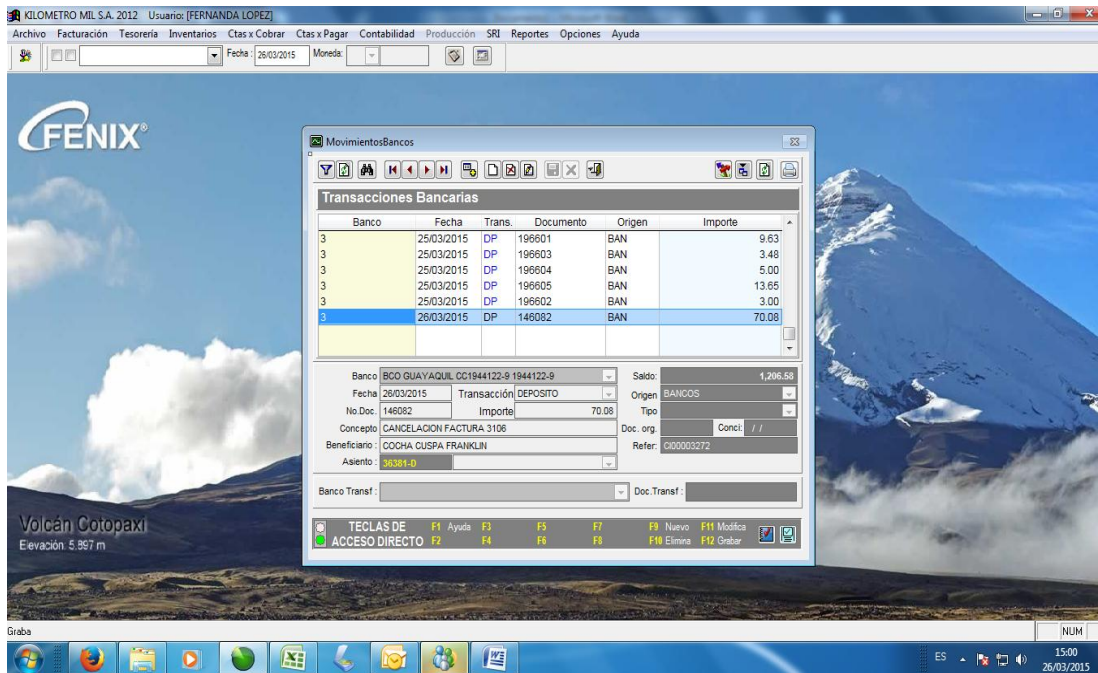 KILOMETRO MIL S.A. 2012 Usuario: [FERNANDA LOPEZ]
Archivo Facturación Tesorería Inventarios Ctas x Cobrar Ctas x Pagar Contabilidad Producción SRI Reportes Opciones Ayuda
Fecha : 26/03/2015 Moneda:
FENIX®
MovimientosBancos
Transacciones Bancarias
Banco Fecha Trans. Documento Origen Importe
3 25/03/2015 DP 196601 BAN 9.63
3 25/03/2015 DP 196603 BAN 3.48
3 25/03/2015 DP 196604 BAN 5.00
3 25/03/2015 DP 196605 BAN 13.65
3 25/03/2015 DP 196602 BAN 3.00
3 26/03/2015 DP 146082 BAN 70.08
Banco BCO GUAYAQUIL CC1944122-9 1944122-9 Saldo: 1,206.58
Fecha 26/03/2015 Transacción DEPOSITO Origen BANCOS
No.Doc. 146082 Importe 70.08 Tipo
Concepto CANCELACION FACTURA 3106 Doc. org. Conci: / /
Beneficiario : COCHA CUSPA FRANKLIN Refer: CI00003272
Asiento : 36381-D
Banco Transf : Doc.Transf :
TECLAS DE F1 Ayuda F3 F5 F7 F9 Nuevo F11 Modifica
ACCESO DIRECTO F2 F4 F6 F8 F10 Elimina F12 Grabar
Volcán Cotopaxi
Elevación: 5.897 m
Graba NUM
ES 15:00
26/03/2015